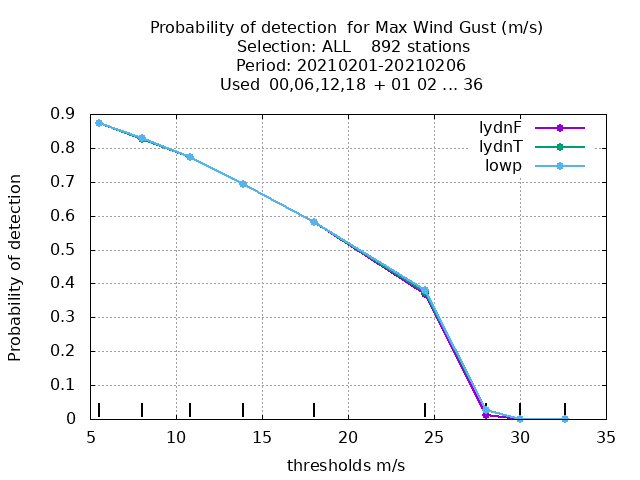 Probability of detection  for Max Wind Gust (m/s)
Selection: ALL    892 stations
Period: 20210201-20210206
Used  00,06,12,18  + 01 02 ... 36
lydnF
lydnT
lowp
Probability of detection
0.9
0.8
0.7
0.6
0.5
0.4
0.3
0.2
0.1
0
5 10 15 20 25 30 35
thresholds m/s